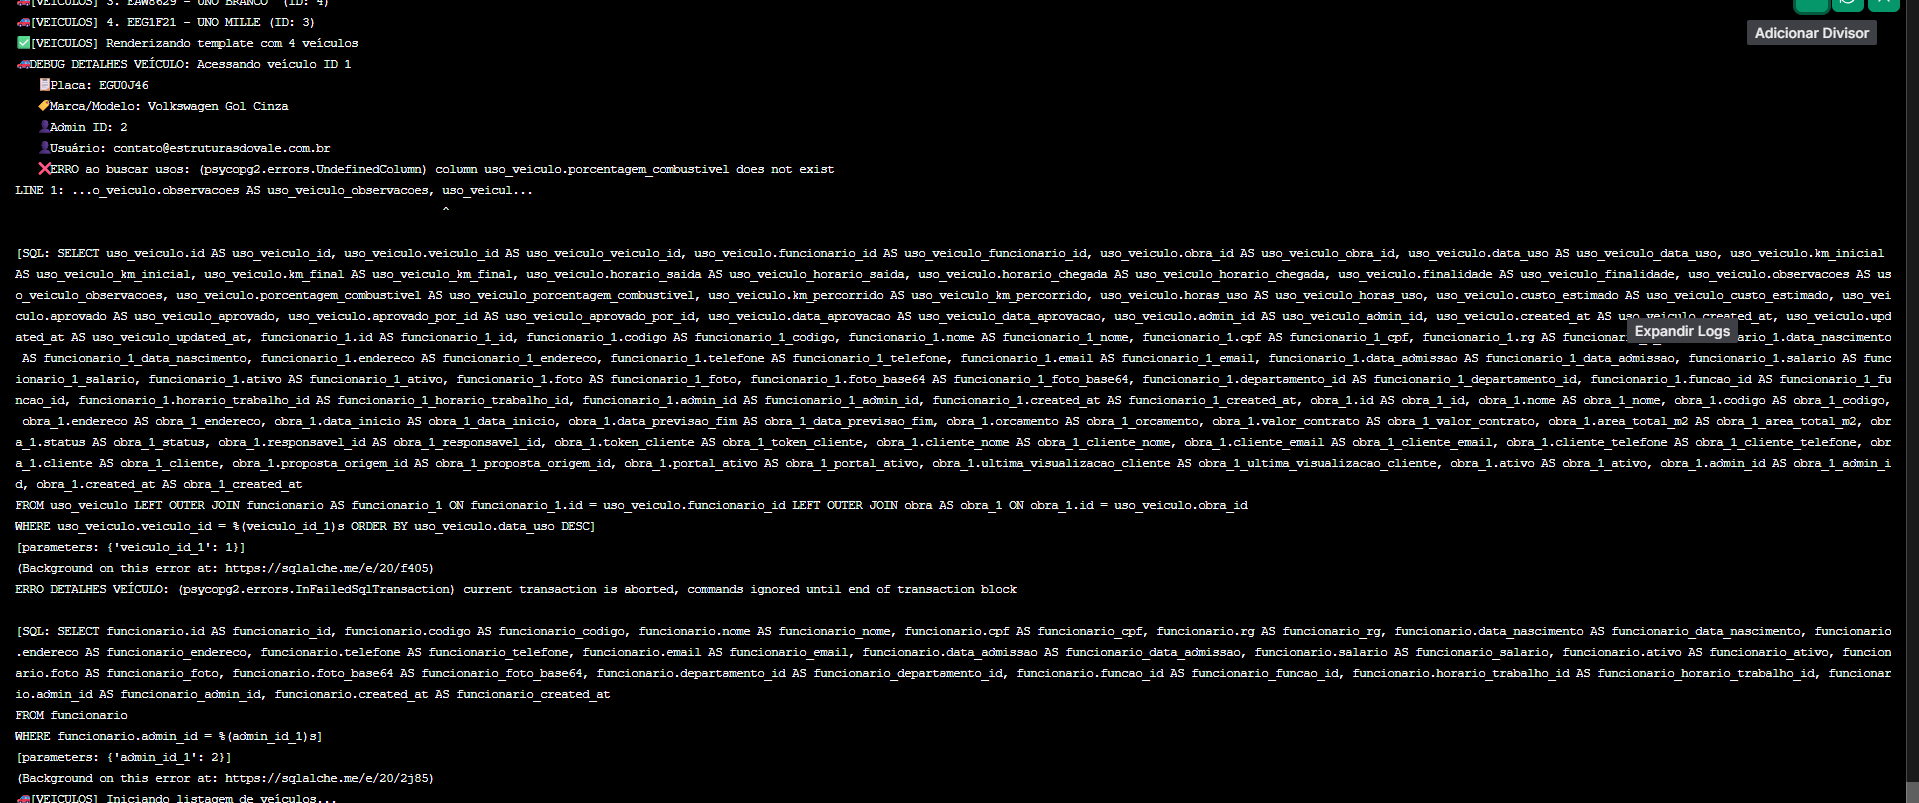 [VEICULOS] 3. EAW8629 - UNO BRANCO  (ID: 4)
[VEICULOS] 4. EEG1F21 - UNO MILLE (ID: 3)
[VEICULOS] Renderizando template com 4 veículos
DEBUG DETALHES VEÍCULO: Acessando veículo ID 1
Placa: EGU0J46
Marca/Modelo: Volkswagen Gol Cinza
Admin ID: 2
Usuário: contato@estruturasdovale.com.br
ERRO ao buscar usos: (psycopg2.errors.UndefinedColumn) column uso_veiculo.porcentagem_combustivel does not exist
LINE 1: ...o_veiculo.observacoes AS uso_veiculo_observacoes, uso_veicul...
^
[SQL: SELECT uso_veiculo.id AS uso_veiculo_id, uso_veiculo.veiculo_id AS uso_veiculo_veiculo_id, uso_veiculo.funcionario_id AS uso_veiculo_funcionario_id, uso_veiculo.obra_id AS uso_veiculo_obra_id, uso_veiculo.data_uso AS uso_veiculo_data_uso, uso_veiculo.km_inicial
AS uso_veiculo_km_inicial, uso_veiculo.km_final AS uso_veiculo_km_final, uso_veiculo.horario_saida AS uso_veiculo_horario_saida, uso_veiculo.horario_chegada AS uso_veiculo_horario_chegada, uso_veiculo.finalidade AS uso_veiculo_finalidade, uso_veiculo.observacoes AS us
o_veiculo_observacoes, uso_veiculo.porcentagem_combustivel AS uso_veiculo_porcentagem_combustivel, uso_veiculo.km_percorrido AS uso_veiculo_km_percorrido, uso_veiculo.horas_uso AS uso_veiculo_horas_uso, uso_veiculo.custo_estimado AS uso_veiculo_custo_estimado, uso_vei
culo.aprovado AS uso_veiculo_aprovado, uso_veiculo.aprovado_por_id AS uso_veiculo_aprovado_por_id, uso_veiculo.data_aprovacao AS uso_veiculo_data_aprovacao, uso_veiculo.admin_id AS uso_veiculo_admin_id, uso_veiculo.created_at AS uso_veiculo_created_at, uso_veiculo.upd
ated_at AS uso_veiculo_updated_at, funcionario_1.id AS funcionario_1_id, funcionario_1.codigo AS funcionario_1_codigo, funcionario_1.nome AS funcionario_1_nome, funcionario_1.cpf AS funcionario_1_cpf, funcionario_1.rg AS funcionar nario_1.data_nascimento
AS funcionario_1_data_nascimento, funcionario_1.endereco AS funcionario_1_endereco, funcionario_1.telefone AS funcionario_1_telefone, funcionario_1.email AS funcionario_1_email, funcionario_1.data_admissao AS funcionario_1_data_admissao, funcionario_1.salario AS func
ionario_1_salario, funcionario_1.ativo AS funcionario_1_ativo, funcionario_1.foto AS funcionario_1_foto, funcionario_1.foto_base64 AS funcionario_1_foto_base64, funcionario_1.departamento_id AS funcionario_1_departamento_id, funcionario_1.funcao_id AS funcionario_1_fu
ncao_id, funcionario_1.horario_trabalho_id AS funcionario_1_horario_trabalho_id, funcionario_1.admin_id AS funcionario_1_admin_id, funcionario_1.created_at AS funcionario_1_created_at, obra_1.id AS obra_1_id, obra_1.nome AS obra_1_nome, obra_1.codigo AS obra_1_codigo,
obra_1.endereco AS obra_1_endereco, obra_1.data_inicio AS obra_1_data_inicio, obra_1.data_previsao_fim AS obra_1_data_previsao_fim, obra_1.orcamento AS obra_1_orcamento, obra_1.valor_contrato AS obra_1_valor_contrato, obra_1.area_total_m2 AS obra_1_area_total_m2, obr
a_1.status AS obra_1_status, obra_1.responsavel_id AS obra_1_responsavel_id, obra_1.token_cliente AS obra_1_token_cliente, obra_1.cliente_nome AS obra_1_cliente_nome, obra_1.cliente_email AS obra_1_cliente_email, obra_1.cliente_telefone AS obra_1_cliente_telefone, obr
a_1.cliente AS obra_1_cliente, obra_1.proposta_origem_id AS obra_1_proposta_origem_id, obra_1.portal_ativo AS obra_1_portal_ativo, obra_1.ultima_visualizacao_cliente AS obra_1_ultima_visualizacao_cliente, obra_1.ativo AS obra_1_ativo, obra_1.admin_id AS obra_1_admin_i
d, obra_1.created_at AS obra_1_created_at
FROM uso_veiculo LEFT OUTER JOIN funcionario AS funcionario_1 ON funcionario_1.id = uso_veiculo.funcionario_id LEFT OUTER JOIN obra AS obra_1 ON obra_1.id = uso_veiculo.obra_id
WHERE uso_veiculo.veiculo_id = %(veiculo_id_1)s ORDER BY uso_veiculo.data_uso DESC]
[parameters: {'veiculo_id_1': 1}]
(Background on this error at: https://sqlalche.me/e/20/f405)
ERRO DETALHES VEÍCULO: (psycopg2.errors.InFailedSqlTransaction) current transaction is aborted, commands ignored until end of transaction block
[SQL: SELECT funcionario.id AS funcionario_id, funcionario.codigo AS funcionario_codigo, funcionario.nome AS funcionario_nome, funcionario.cpf AS funcionario_cpf, funcionario.rg AS funcionario_rg, funcionario.data_nascimento AS funcionario_data_nascimento, funcionario
.endereco AS funcionario_endereco, funcionario.telefone AS funcionario_telefone, funcionario.email AS funcionario_email, funcionario.data_admissao AS funcionario_data_admissao, funcionario.salario AS funcionario_salario, funcionario.ativo AS funcionario_ativo, funcion
ario.foto AS funcionario_foto, funcionario.foto_base64 AS funcionario_foto_base64, funcionario.departamento_id AS funcionario_departamento_id, funcionario.funcao_id AS funcionario_funcao_id, funcionario.horario_trabalho_id AS funcionario_horario_trabalho_id, funcionar
io.admin_id AS funcionario_admin_id, funcionario.created_at AS funcionario_created_at
FROM funcionario
WHERE funcionario.admin_id = %(admin_id_1)s]
[parameters: {'admin_id_1': 2}]
(Background on this error at: https://sqlalche.me/e/20/2j85)
[VEICULOS] Iniciando listagem de veículos...
Adicionar Divisor
Expandir Logs